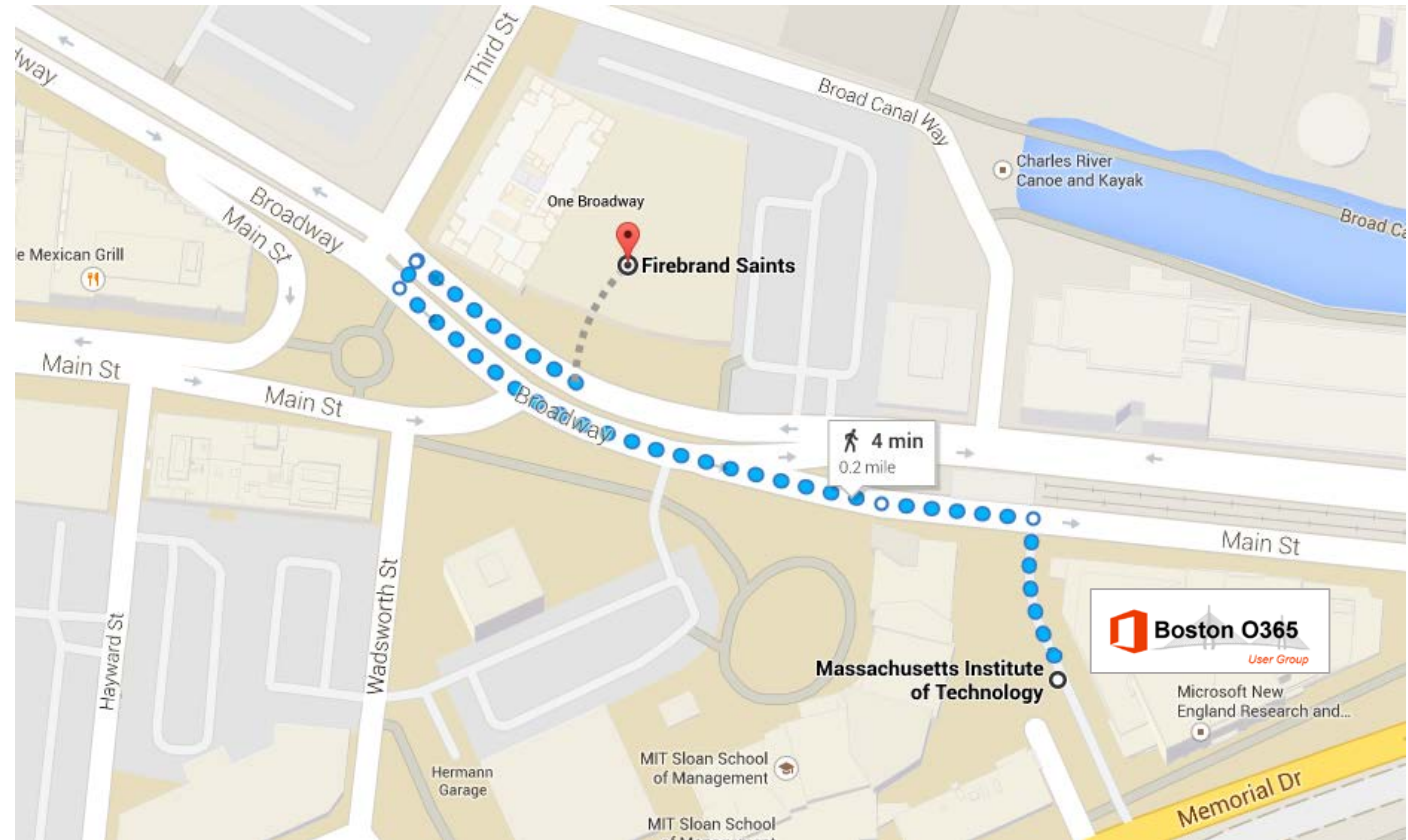 Third St
way
Broad Canal Way
Charles River
Canoe and Kayak
One Broadway
Broadway
Main St
Broad Ca
e Mexican Grill
Firebrand Saints
Main St
Main St
Broadway
4 min
0.2 mile
Main St
Hayward St
Wadsworth St
Boston O365
User Group
Massachusetts Institute
of Technology
Microsoft New
England Research and...
MIT Sloan School
of Management
Hermann
Garage
Memorial Dr
MIT Sloan School